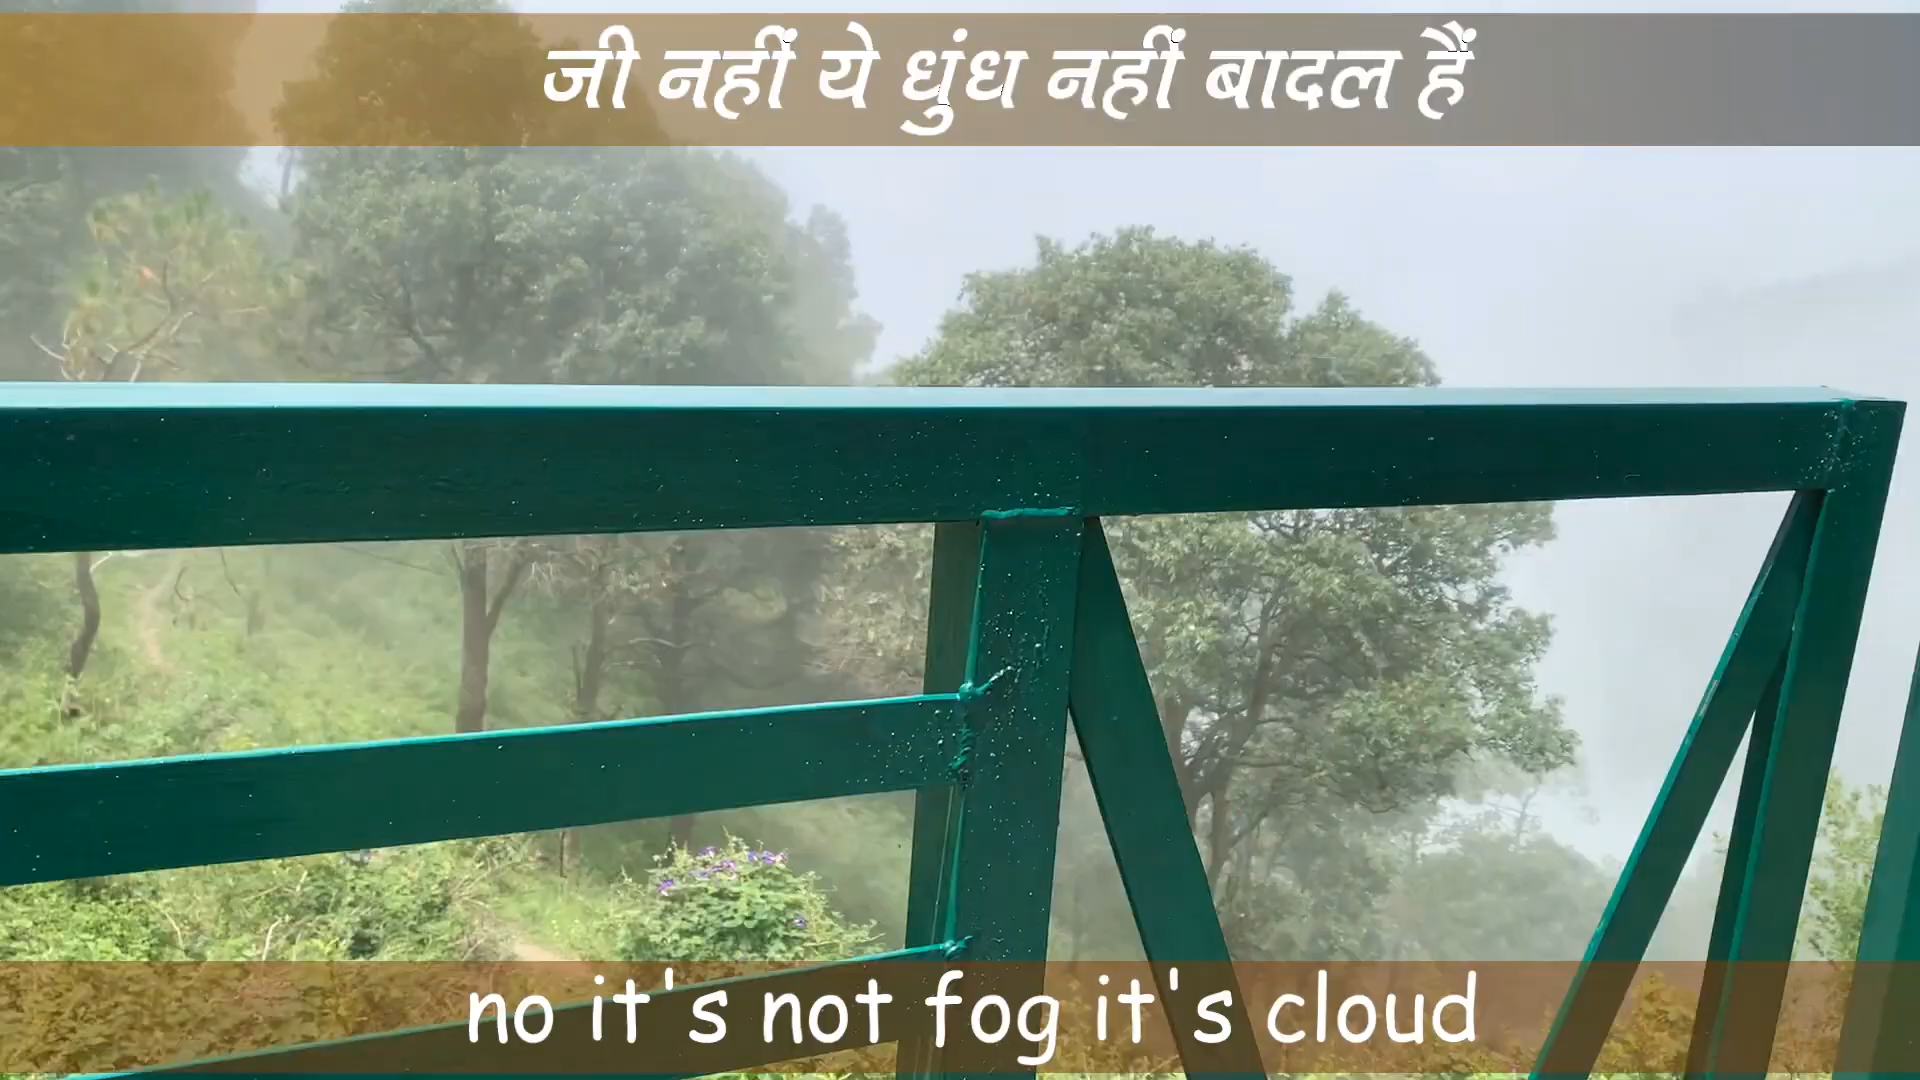 जी नहीं ये धुंध नहीं बादल हैं
no it's not fog it's cloud